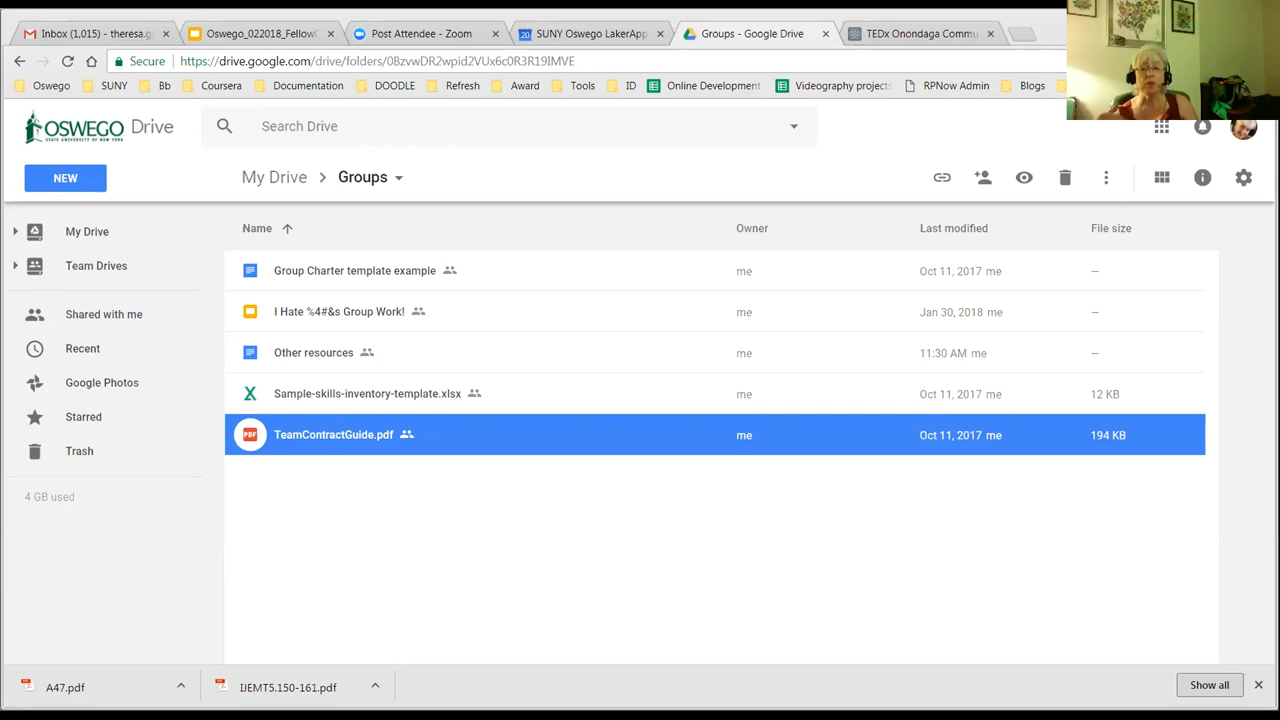 Inbox (1,015) - theresa.g
Oswego_022018_FellowC
Post Attendee - Zoom
SUNY Oswego LakerApp
Groups - Google Drive
TEDx Onondaga Commu
Secure
https://drive.google.com/drive/folders/0BzvwDR2wpid2VUx6c0R3R19IMVE
Oswego
SUNY
Bb
Coursera
Documentation
DOODLE
Refresh
Award
Tools
ID
Online Development
Videography projects
RPNow Admin
Blogs
OSWEGO
STATE UNIVERSITY OF NEW YORK
Drive
Search Drive
NEW
My Drive > Groups
My Drive
Team Drives
Shared with me
Recent
Google Photos
Starred
Trash
4 GB used
Name
Owner
Last modified
File size
Group Charter template example
me
Oct 11, 2017 me
–
I Hate %4#&s Group Work!
me
Jan 30, 2018 me
–
Other resources
me
11:30 AM me
–
Sample-skills-inventory-template.xlsx
me
Oct 11, 2017 me
12 KB
PDF
TeamContractGuide.pdf
me
Oct 11, 2017 me
194 KB
A47.pdf
IJEMT5.150-161.pdf
Show all